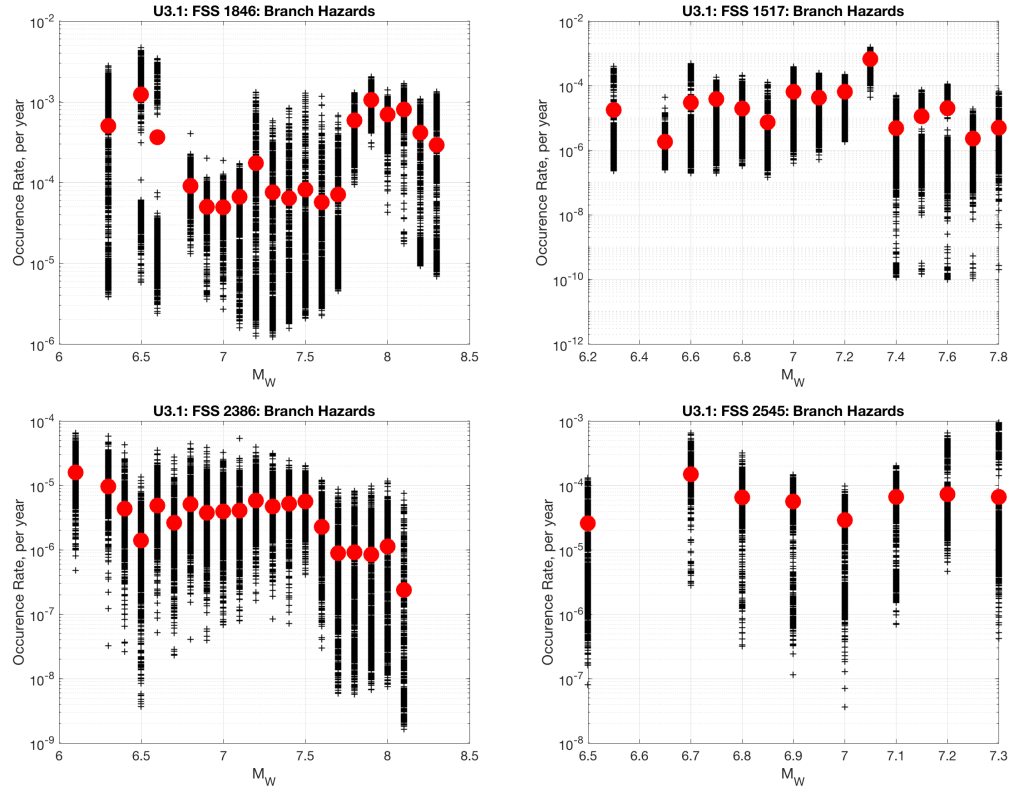 U3.1: FSS 1846: Branch Hazards
Occurence Rate, per year
10^-2
10^-3
10^-4
10^-5
10^-6
6 6.5 7 7.5 8 8.5
M_W
U3.1: FSS 1517: Branch Hazards
Occurence Rate, per year
10^-2
10^-4
10^-6
10^-8
10^-10
10^-12
6.2 6.4 6.6 6.8 7 7.2 7.4 7.6 7.8
M_W
U3.1: FSS 2386: Branch Hazards
Occurence Rate, per year
10^-4
10^-5
10^-6
10^-7
10^-8
10^-9
6 6.5 7 7.5 8 8.5
M_W
U3.1: FSS 2545: Branch Hazards
Occurence Rate, per year
10^-3
10^-4
10^-5
10^-6
10^-7
10^-8
6.5 6.6 6.7 6.8 6.9 7 7.1 7.2 7.3
M_W